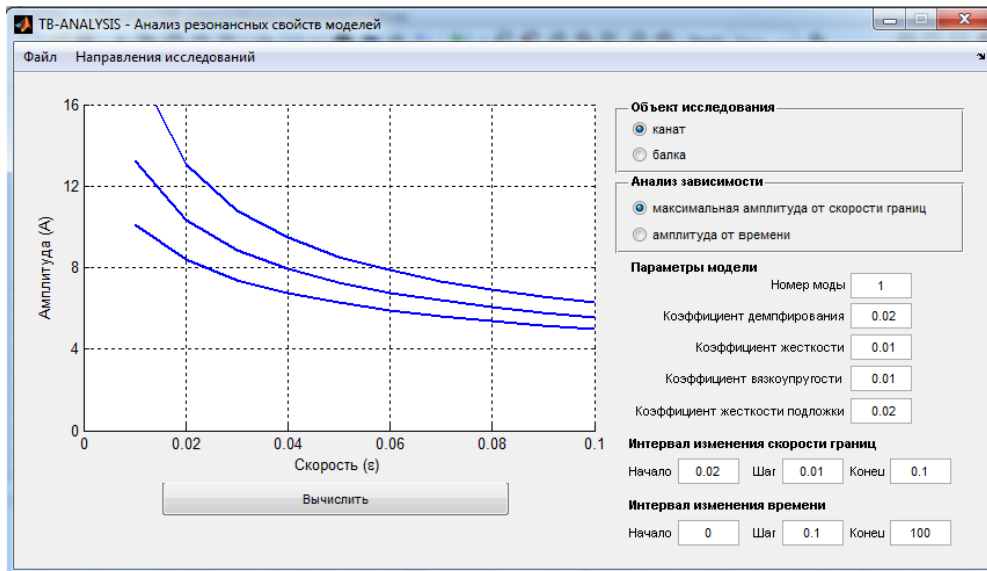 TB-ANALYSIS - Анализ резонансных свойств моделей
Файл Направления исследований
16
12
8
4
0
Амплитуда (A)
0 0.02 0.04 0.06 0.08 0.1
Скорость (ε)
Вычислить
Объект исследования
канат
балка
Анализ зависимости
максимальная амплитуда от скорости границ
амплитуда от времени
Параметры модели
Номер моды 1
Коэффициент демпфирования 0.02
Коэффициент жесткости 0.01
Коэффициент вязкоупругости 0.01
Коэффициент жесткости подложки 0.02
Интервал изменения скорости границ
Начало 0.02 Шаг 0.01 Конец 0.1
Интервал изменения времени
Начало 0 Шаг 0.1 Конец 100